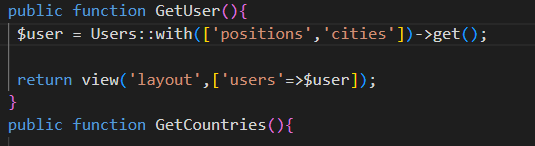 public function GetUser(){
$user = Users::with(['positions','cities'])->get();
return view('layout',['users'=>$user]);
}
public function GetCountries(){